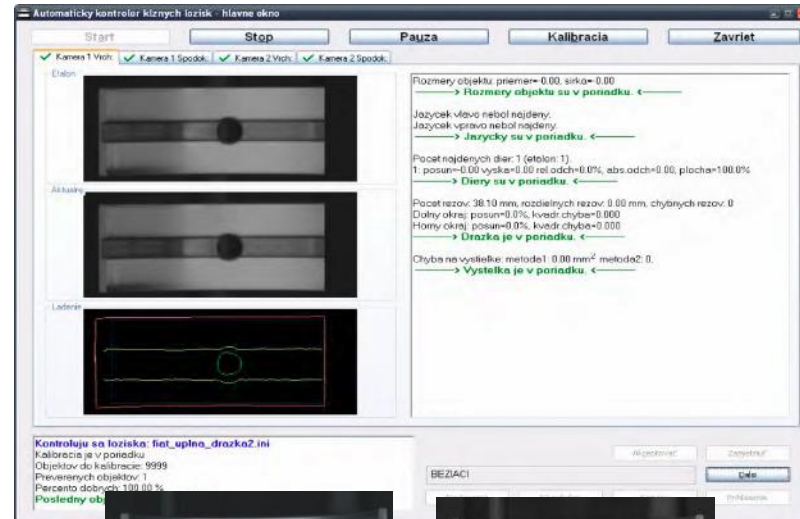 Automaticky kontrolor klznych lozisk - hlavne okno
Start Stop Pauza Kalibracia Zavriet
Kamera 1 Vrch: Kamera 1 Spodok: Kamera 2 Vrch: Kamera 2 Spodok:
Etalon
Rozmery objektu: priemer=-0.00, sirka=-0.00
-----> Rozmery objektu su v poriadku. <-----
Jazycek vlavo nebol najdeny.
Jazycek vpravo nebol najdeny.
-----> Jazycky su v poriadku. <-----
Pocet najdenych dier: 1 (etalon: 1).
1: posun=-0.00 vyska=0.00 rel.odch=0.0%, abs.odch=0.00, plocha=100.0%
-----> Diery su v poriadku. <-----
Aktualny
Pocet rezov: 38.10 mm, rozdielnych rezov: 0.00 mm, chybnych rezov: 0
Dolny okraj: posun=0.0%, kvadr.chyba=0.000
Horny okraj: posun=0.0%, kvadr.chyba=0.000
-----> Drazka je v poriadku. <-----
Chyba na vystielke: metoda1: 0.00 mm² metoda2: 0.
-----> Vystelka je v poriadku. <-----
Ladenie
Kontroluju sa loziska: fiat_uplna_drazka2.ini
Kalibracia je v poriadku
Objektov do kalibracie: 9999
Preverenych objektov: 1
Percento dobrych: 100.00 %
Posledny
BEZIACI